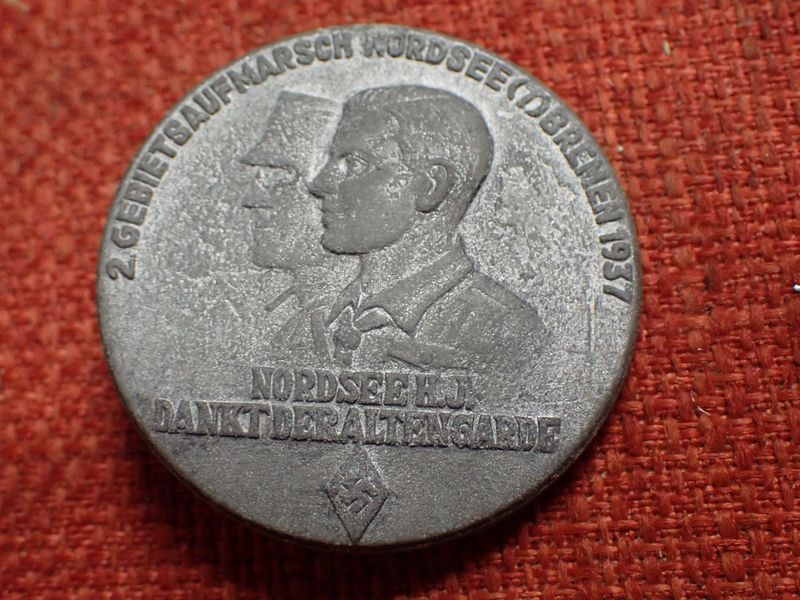 2. GEBIETSAUFMARSCH NORDSEE (7) BREMEN 1937
NORDSEE H.J.
DANKT DER ALTEN GARDE